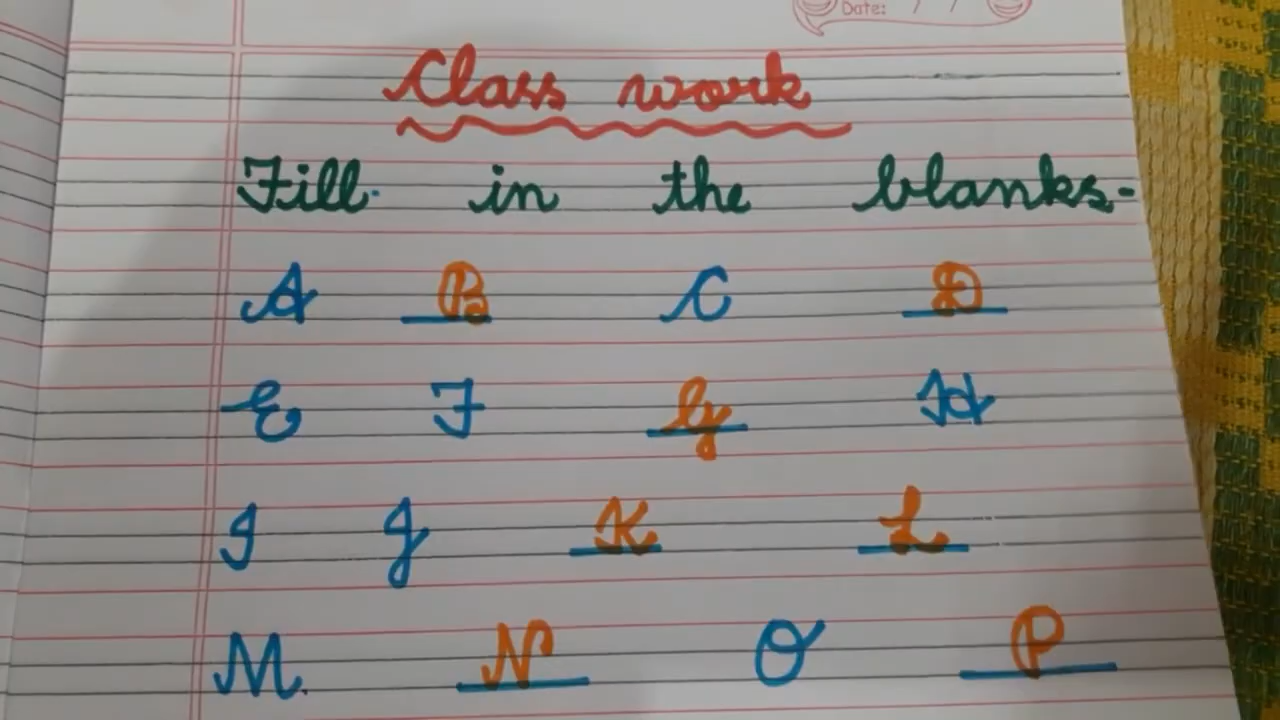 Date: / /
Class work
Fill in the blanks-
A B C D
E F G H
I J K L
M N O P